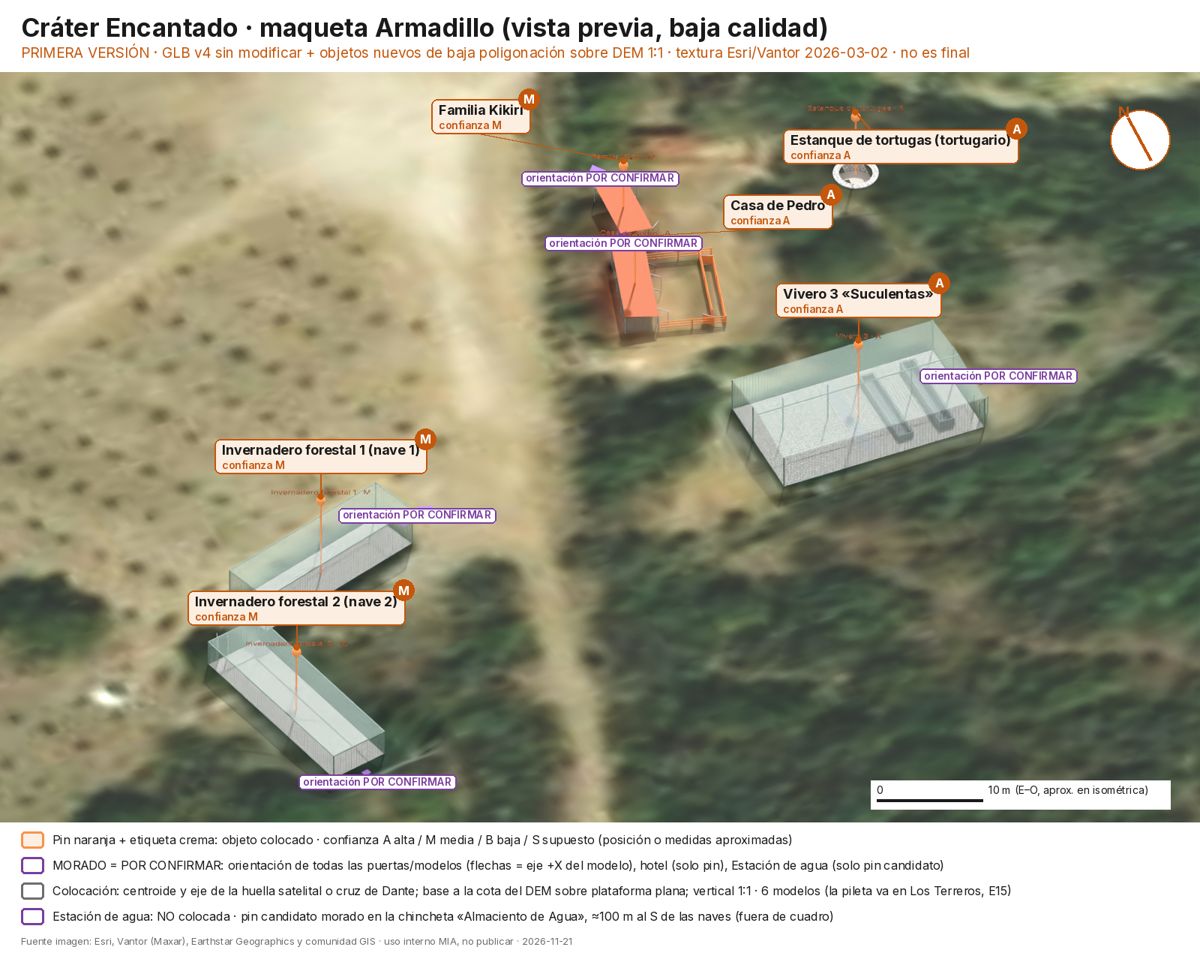 Cráter Encantado · maqueta Armadillo (vista previa, baja calidad)
PRIMERA VERSIÓN · GLB v4 sin modificar + objetos nuevos de baja poligonación sobre DEM 1:1 · textura Esri/Vantor 2026-03-02 · no es final
Familia Kikiri
confianza M
M
N
Estanque de tortugas (tortugario)
confianza A
A
orientación POR CONFIRMAR
Casa de Pedro
confianza A
A
orientación POR CONFIRMAR
Vivero 3 «Suculentas»
confianza A
A
orientación POR CONFIRMAR
Invernadero forestal 1 (nave 1)
confianza M
M
orientación POR CONFIRMAR
Invernadero forestal 2 (nave 2)
confianza M
M
orientación POR CONFIRMAR
0 10 m (E–O, aprox. en isométrica)
Pin naranja + etiqueta crema: objeto colocado · confianza A alta / M media / B baja / S supuesto (posición o medidas aproximadas)
MORADO = POR CONFIRMAR: orientación de todas las puertas/modelos (flechas = eje +X del modelo), hotel (solo pin), Estación de agua (solo pin candidato)
Colocación: centroide y eje de la huella satelital o cruz de Dante; base a la cota del DEM sobre plataforma plana; vertical 1:1 · 6 modelos (la pileta va en Los Terreros, E15)
Estación de agua: NO colocada · pin candidato morado en la chincheta «Almaciento de Agua», ≈100 m al S de las naves (fuera de cuadro)
Fuente imagen: Esri, Vantor (Maxar), Earthstar Geographics y comunidad GIS · uso interno MIA, no publicar · 2026-11-21